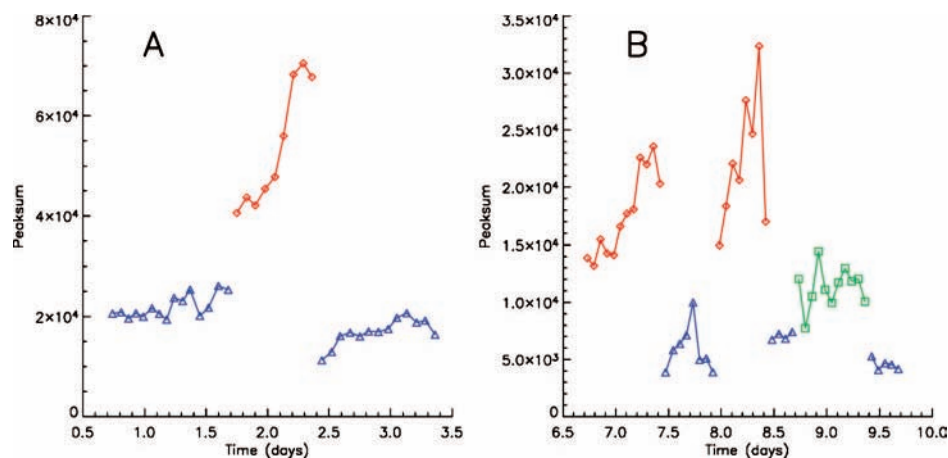 A
Peaksum
8×10⁴
6×10⁴
4×10⁴
2×10⁴
0
0.5 1.0 1.5 2.0 2.5 3.0 3.5
Time (days)
B
Peaksum
3.5×10⁴
3.0×10⁴
2.5×10⁴
2.0×10⁴
1.5×10⁴
1.0×10⁴
5.0×10³
0
6.5 7.0 7.5 8.0 8.5 9.0 9.5 10.0
Time (days)